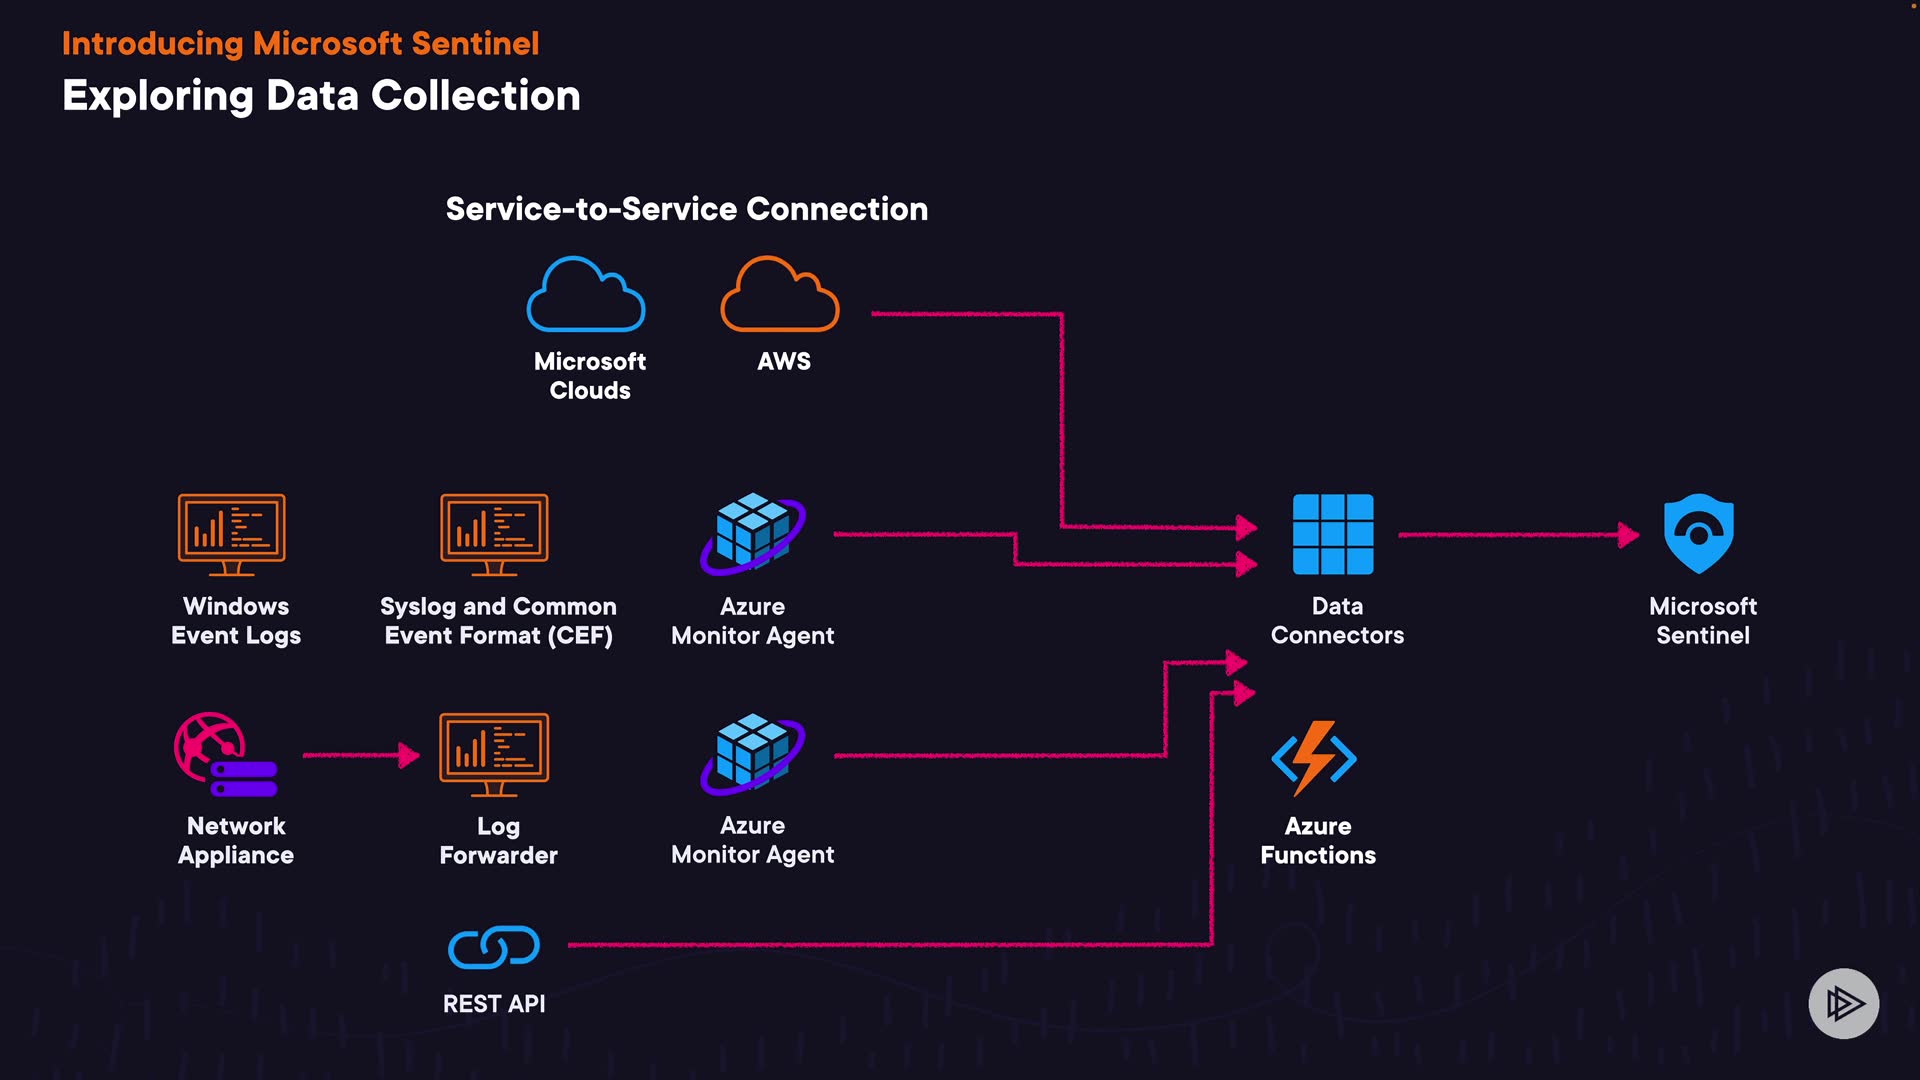 Introducing Microsoft Sentinel
Exploring Data Collection
Service-to-Service Connection
Microsoft
Clouds
AWS
Windows
Event Logs
Syslog and Common
Event Format (CEF)
Azure
Monitor Agent
Data
Connectors
Microsoft
Sentinel
Network
Appliance
Log
Forwarder
Azure
Monitor Agent
Azure
Functions
REST API